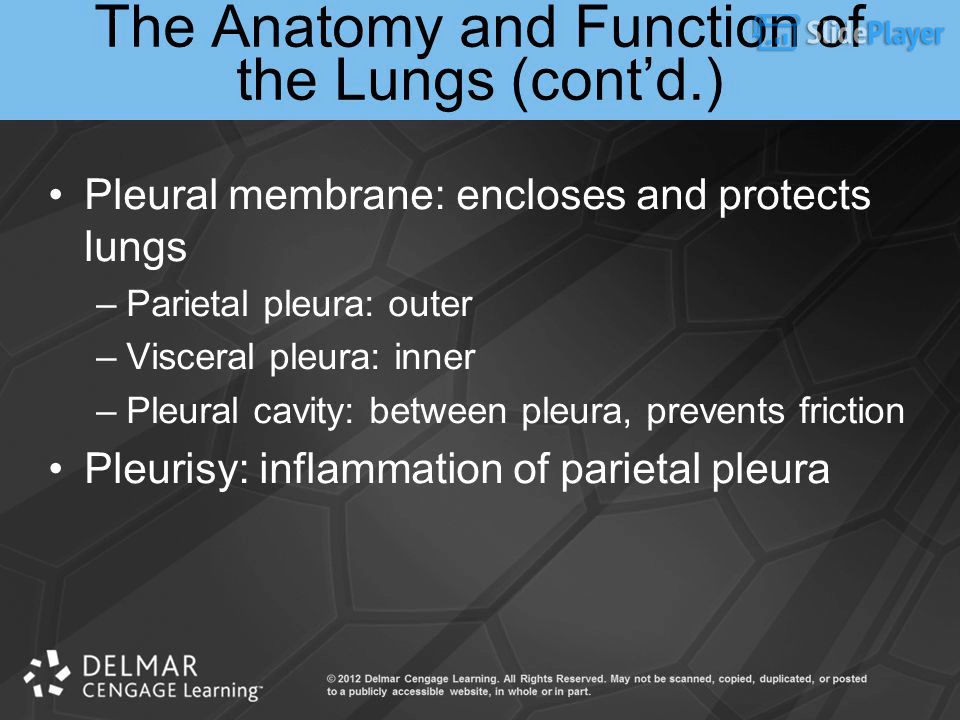 The Anatomy and Function of
the Lungs (cont’d.)
SlidePlayer
• Pleural membrane: encloses and protects
lungs
– Parietal pleura: outer
– Visceral pleura: inner
– Pleural cavity: between pleura, prevents friction
• Pleurisy: inflammation of parietal pleura
DELMAR
CENGAGE Learning™
© 2012 Delmar Cengage Learning. All Rights Reserved. May not be scanned, copied, duplicated, or posted
to a publicly accessible website, in whole or in part.